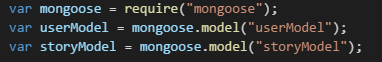 var mongoose = require("mongoose");
var userModel = mongoose.model("userModel");
var storyModel = mongoose.model("storyModel");